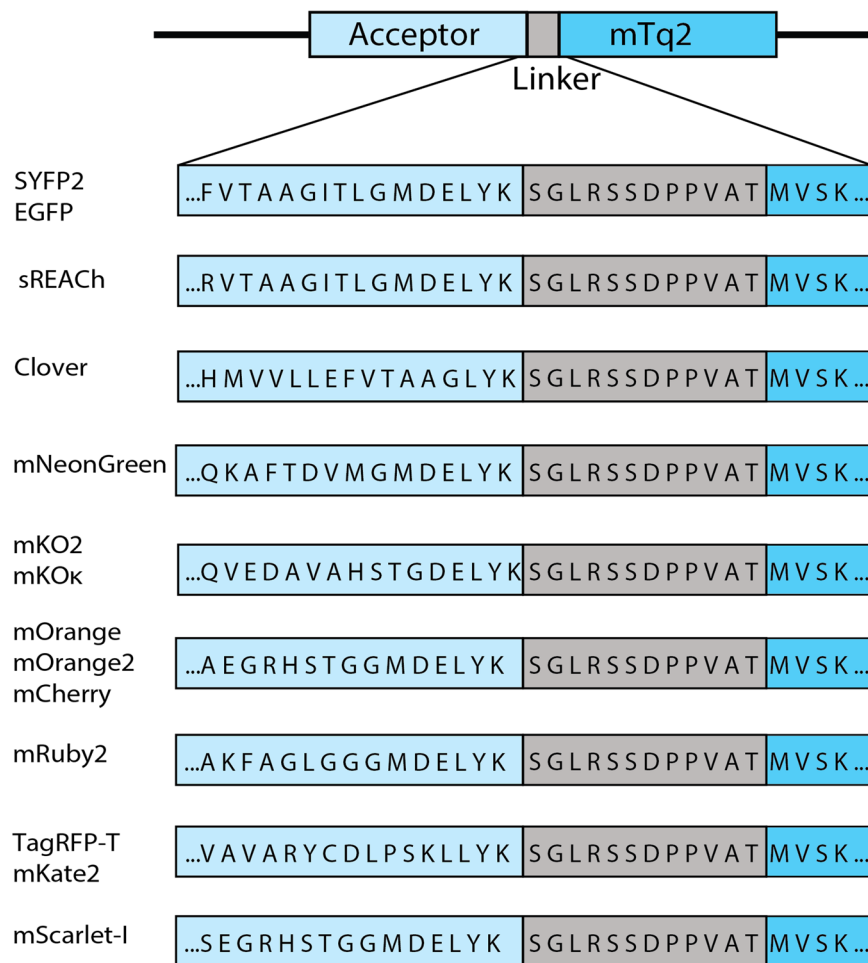 Acceptor mTq2
Linker
SYFP2
EGFP
...FVTAAGITLGMDELYK SGLRSSDPPVAT MVSK...
sREACh
...RVTAAGITLGMDELYK SGLRSSDPPVAT MVSK...
Clover
...HMVVLLEFVTAAGLYK SGLRSSDPPVAT MVSK...
mNeonGreen
...QKAFTDVMGMDELYK SGLRSSDPPVAT MVSK...
mKO2
mKOκ
...QVEDAVAHSTGDELYK SGLRSSDPPVAT MVSK...
mOrange
mOrange2
mCherry
...AEGRHSTGGMDELYK SGLRSSDPPVAT MVSK...
mRuby2
...AKFAGLGGGMDELYK SGLRSSDPPVAT MVSK...
TagRFP-T
mKate2
...VAVARYCDLPSKLLYK SGLRSSDPPVAT MVSK...
mScarlet-I
...SEGRHSTGGMDELYK SGLRSSDPPVAT MVSK...